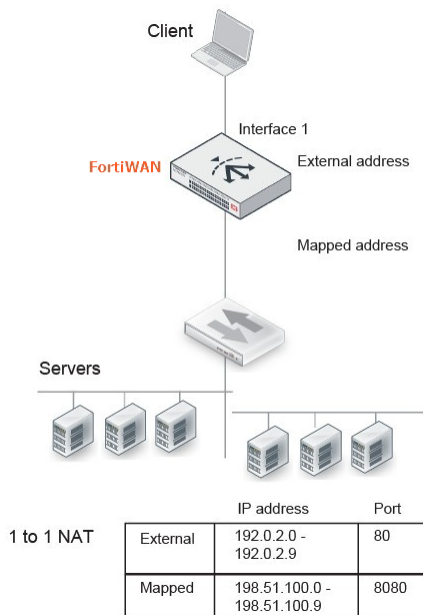 Client
Interface 1
FortiWAN
External address
Mapped address
Servers
IP address
Port
1 to 1 NAT
External
192.0.2.0 -
192.0.2.9
80
Mapped
198.51.100.0 -
198.51.100.9
8080